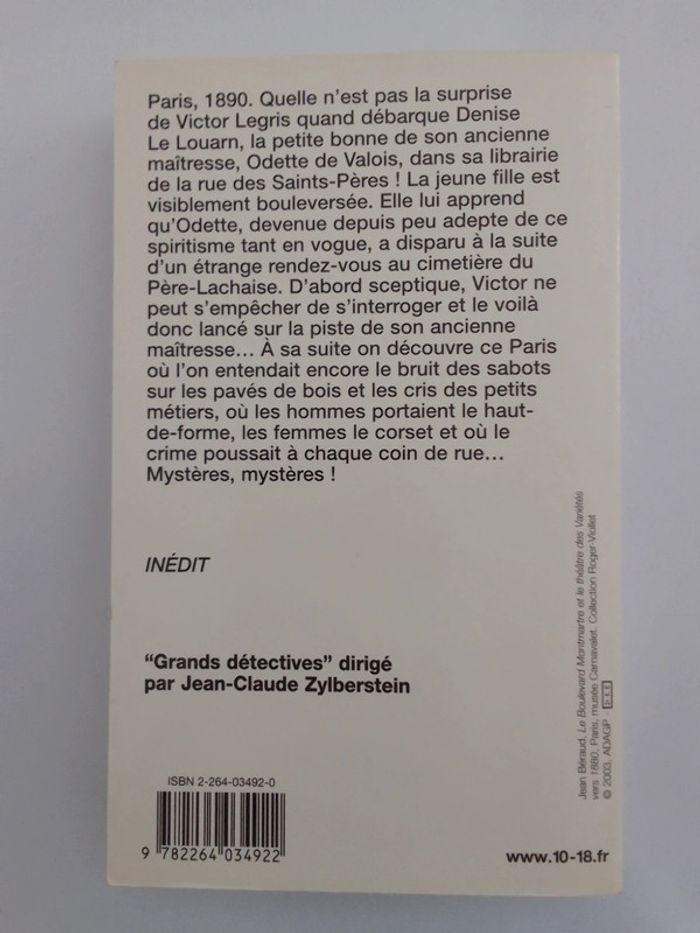 Paris, 1890. Quelle n'est pas la surprise
de Victor Legris quand débarque Denise
Le Louarn, la petite bonne de son ancienne
maîtresse, Odette de Valois, dans sa librairie
de la rue des Saints-Pères ! La jeune fille est
visiblement bouleversée. Elle lui apprend
qu'Odette, devenue depuis peu adepte de ce
spiritisme tant en vogue, a disparu à la suite
d'un étrange rendez-vous au cimetière du
Père-Lachaise. D'abord sceptique, Victor ne
peut s'empêcher de s'interroger et le voilà
donc lancé sur la piste de son ancienne
maîtresse… À sa suite on découvre ce Paris
où l'on entendait encore le bruit des sabots
sur les pavés de bois et les cris des petits
métiers, où les hommes portaient le haut-
de-forme, les femmes le corset et où le
crime poussait à chaque coin de rue…
Mystères, mystères !
INÉDIT
"Grands détectives" dirigé
par Jean-Claude Zylberstein
Jean Béraud, Le Boulevard Montmartre et le théâtre des Variétés
vers 1880, Paris, musée Carnavalet. Collection Roger-Viollet
© 2003, ADAGP -
ISBN 2-264-03492-0
9 782264 034922
www.10-18.fr